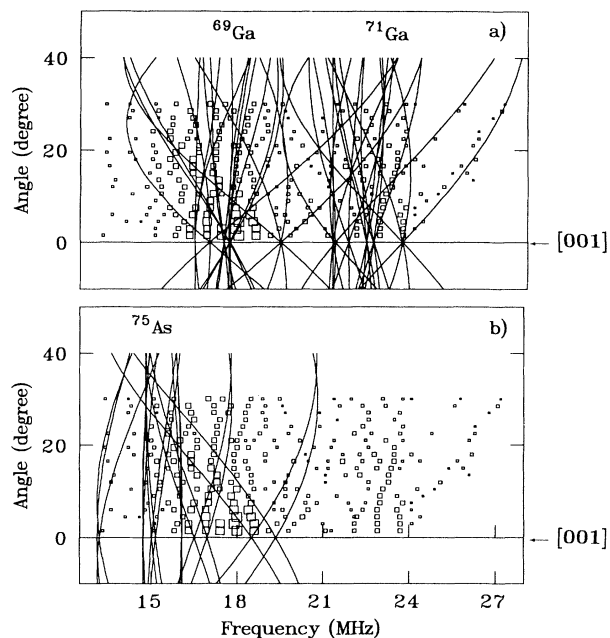 ⁶⁹Ga ⁷¹Ga a)
40
20
0
Angle (degree)
[001]
⁷⁵As b)
40
20
0
Angle (degree)
[001]
15 18 21 24 27
Frequency (MHz)